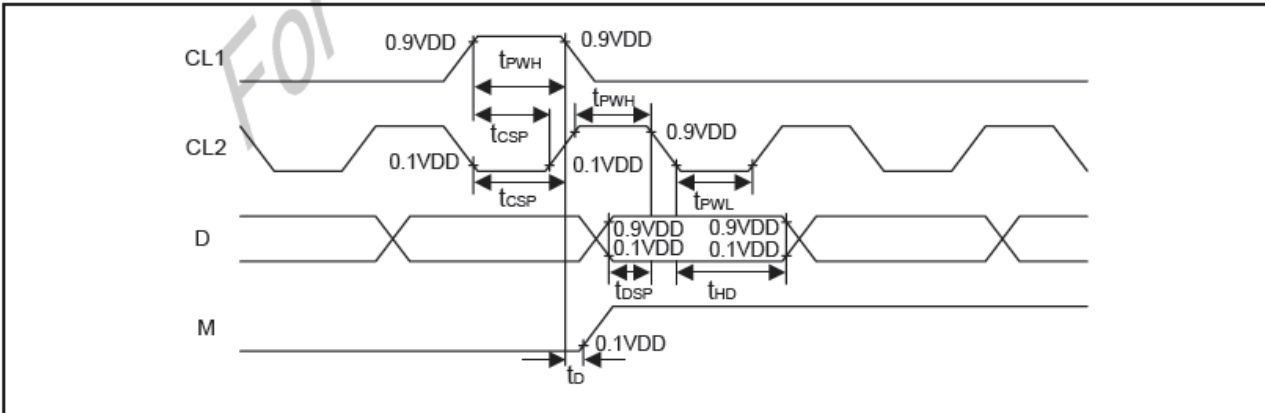 For
CL1
0.9VDD
0.9VDD
tPWH
tPWH
tCSP
CL2
0.9VDD
0.1VDD
0.1VDD
tCSP
tPWL
D
0.9VDD
0.9VDD
0.1VDD
0.1VDD
tDSP
tHD
M
0.1VDD
tD